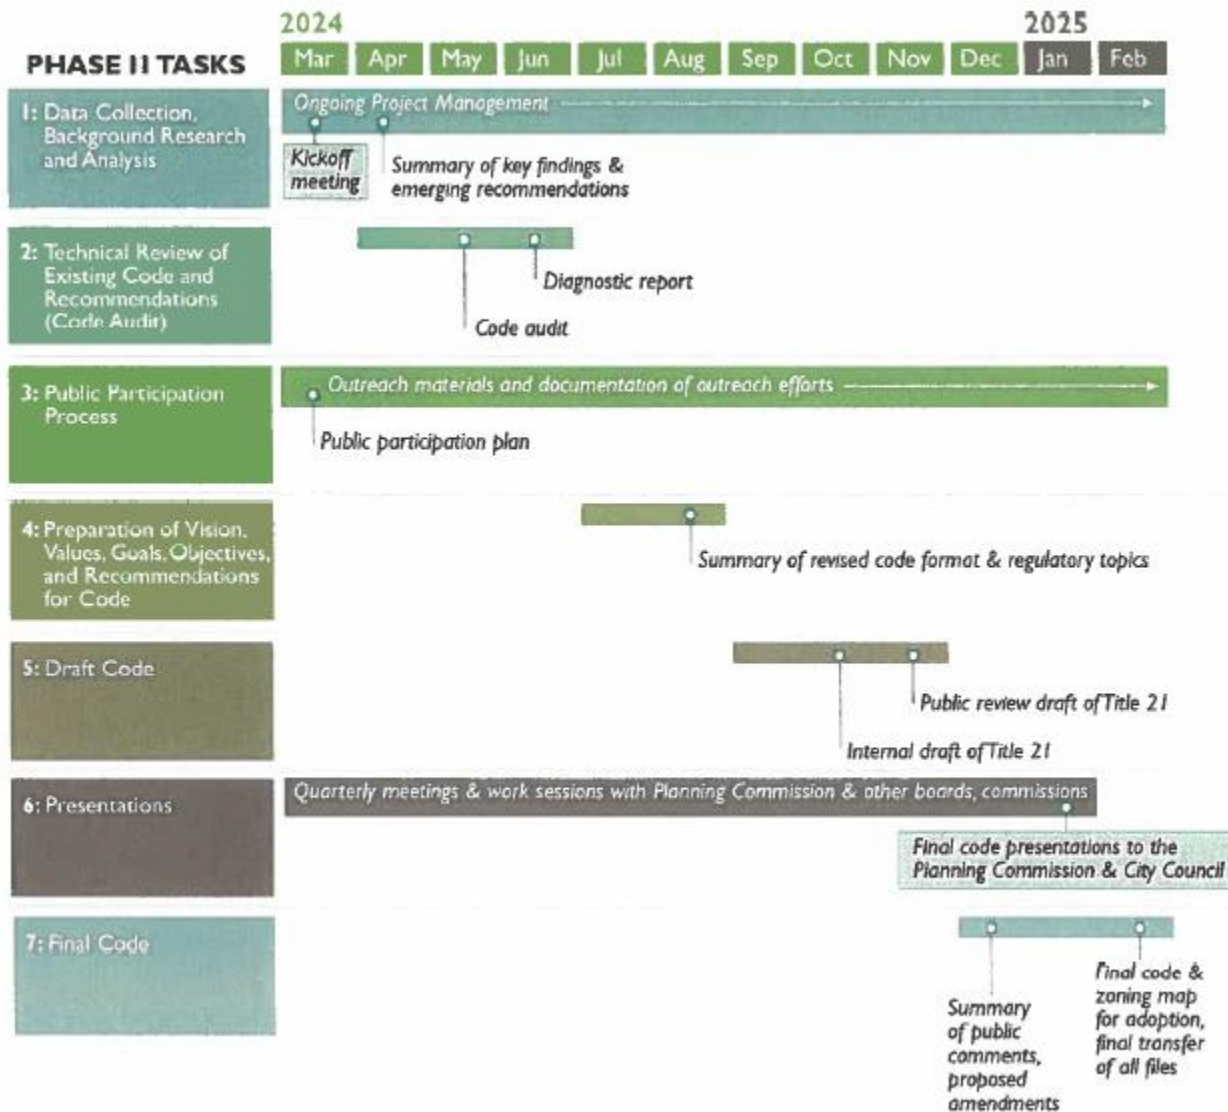 2024 2025
PHASE II TASKS
Mar Apr May Jun Jul Aug Sep Oct Nov Dec Jan Feb
1: Data Collection,
Background Research
and Analysis
Ongoing Project Management
Kickoff
meeting
Summary of key findings &
emerging recommendations
2: Technical Review of
Existing Code and
Recommendations
(Code Audit)
Diagnostic report
Code audit
3: Public Participation
Process
Outreach materials and documentation of outreach efforts
Public participation plan
4: Preparation of Vision,
Values, Goals, Objectives,
and Recommendations
for Code
Summary of revised code format & regulatory topics
5: Draft Code
Public review draft of Title 21
Internal draft of Title 21
6: Presentations
Quarterly meetings & work sessions with Planning Commission & other boards, commissions
Final code presentations to the
Planning Commission & City Council
7: Final Code
Summary
of public
comments,
proposed
amendments
Final code &
zoning map
for adoption,
final transfer
of all files